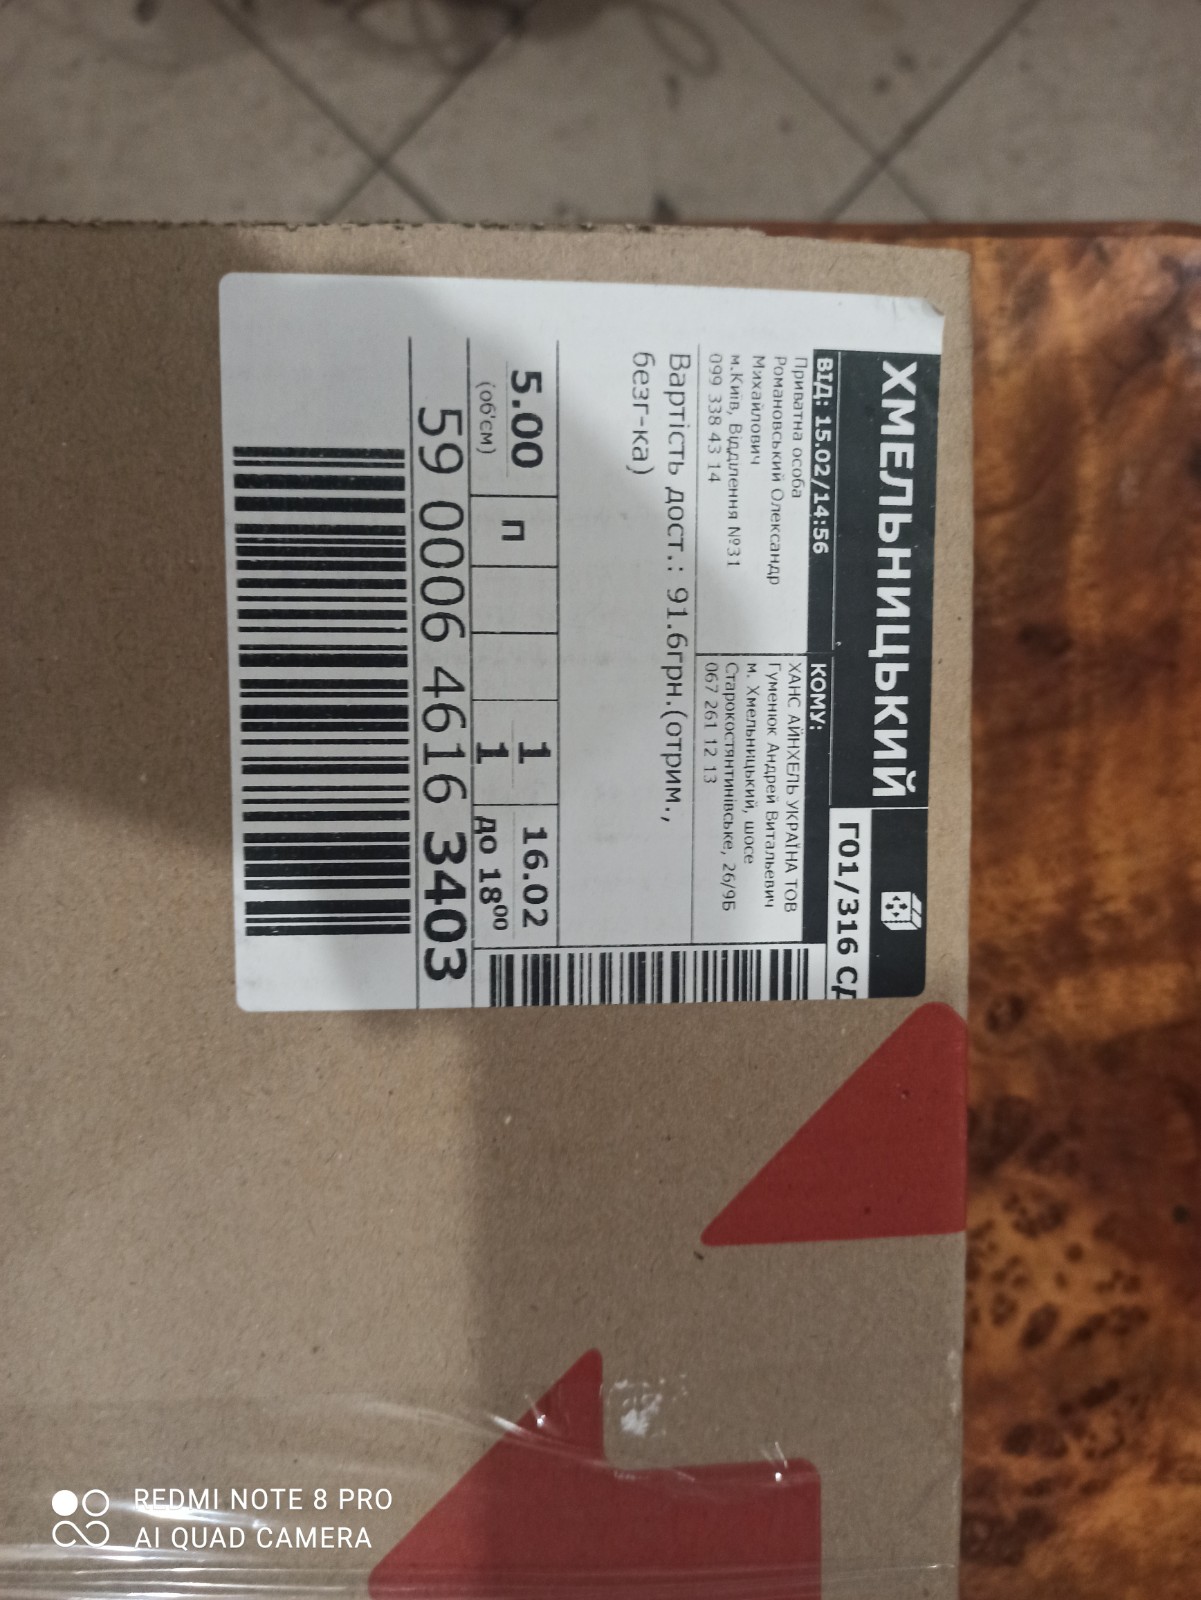 ХМЕЛЬНИЦЬКИЙ
Г01/316 СД
ВІД: 15.02/14:56
Приватна особа
Романовський Олександр
Михайлович
м.Київ, Відділення №31
099 338 43 14
КОМУ:
ХАНС АЙНХЕЛЬ УКРАЇНА ТОВ
Гуменюк Андрей Витальевич
м. Хмельницький, шосе
Старокостянтинівське, 26/9Б
067 261 12 13
Вартість дост.: 91.6грн.(отрим.,
безг-ка)
5.00
(об'єм)
П
1
1
16.02
до 18⁰⁰
59 0006 4616 3403
REDMI NOTE 8 PRO
AI QUAD CAMERA